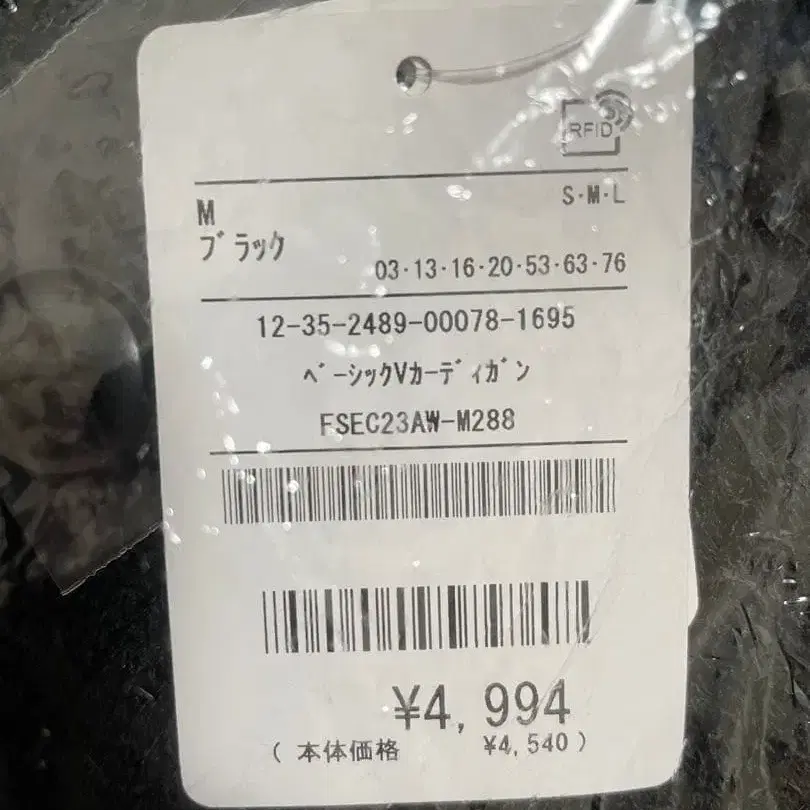 RFID
S·M·L
M
ﾌﾞﾗｯｸ
03·13·16·20·53·63·76
12-35-2489-00078-1695
ﾍﾞｰｼｯｸVｶｰﾃﾞｨｶﾞﾝ
FSEC23AW-M288
¥4,994
(本体価格 ¥4,540)